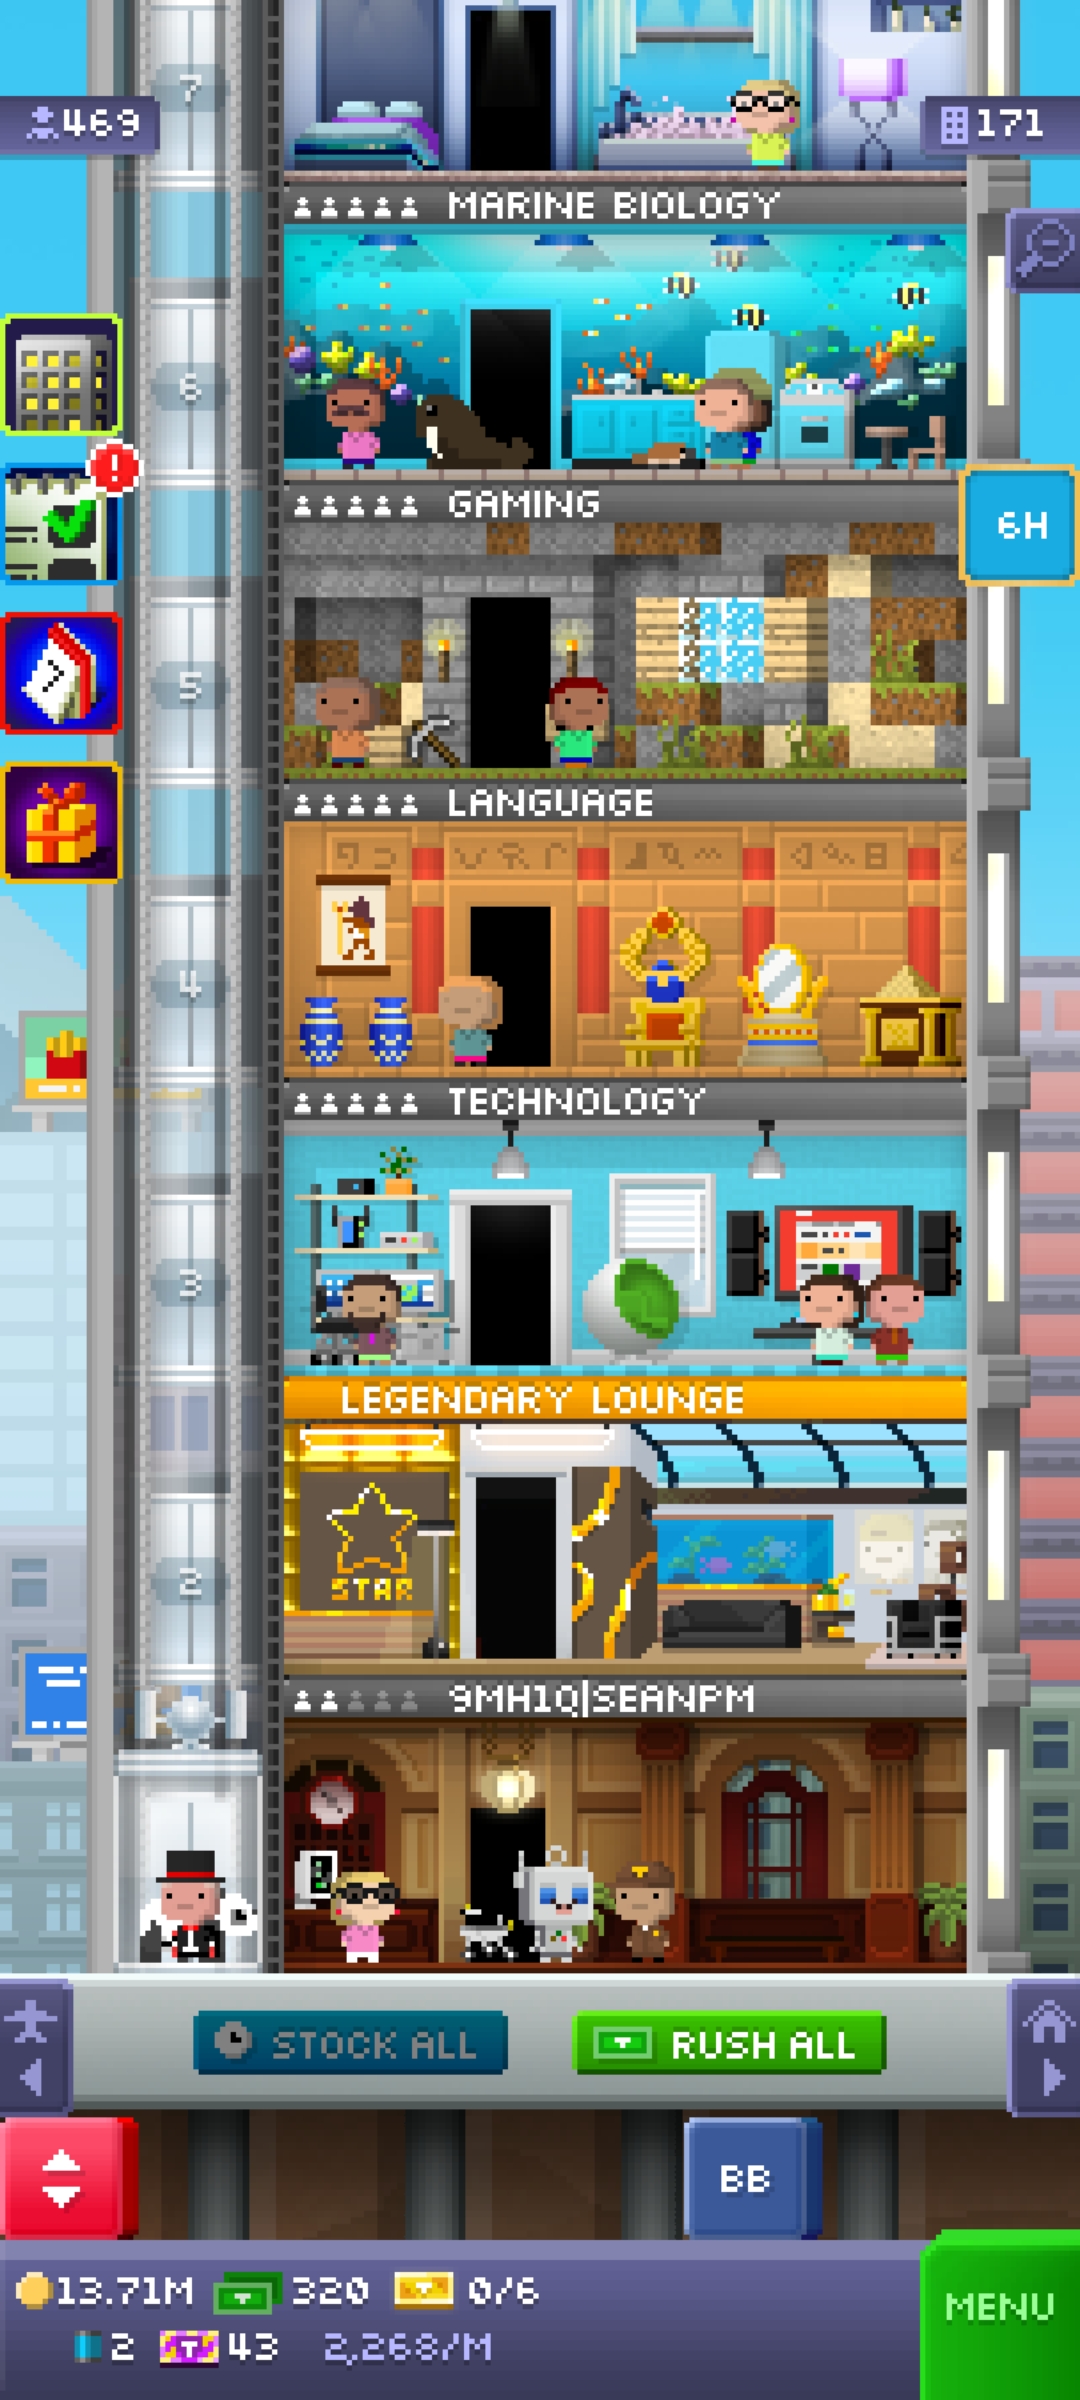 7
469
171
MARINE BIOLOGY
6
GAMING
6H
5
LANGUAGE
4
TECHNOLOGY
3
LEGENDARY LOUNGE
STAR
2
9MH1Q|SEANPM
STOCK ALL
RUSH ALL
BB
13.71M
320
0/6
MENU
2
43
2,268/M